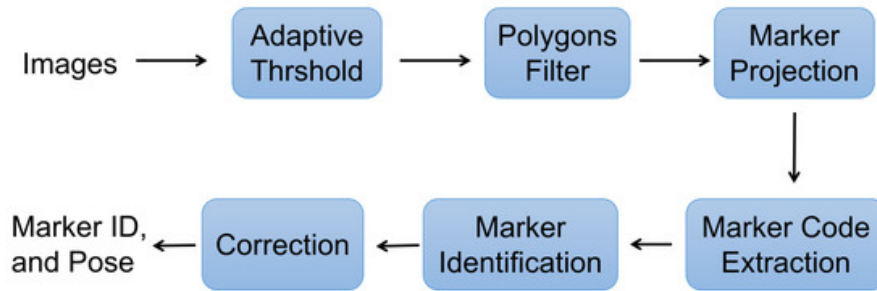 Images
Adaptive
Thrshold
Polygons
Filter
Marker
Projection
Marker Code
Extraction
Marker
Identification
Correction
Marker ID,
and Pose